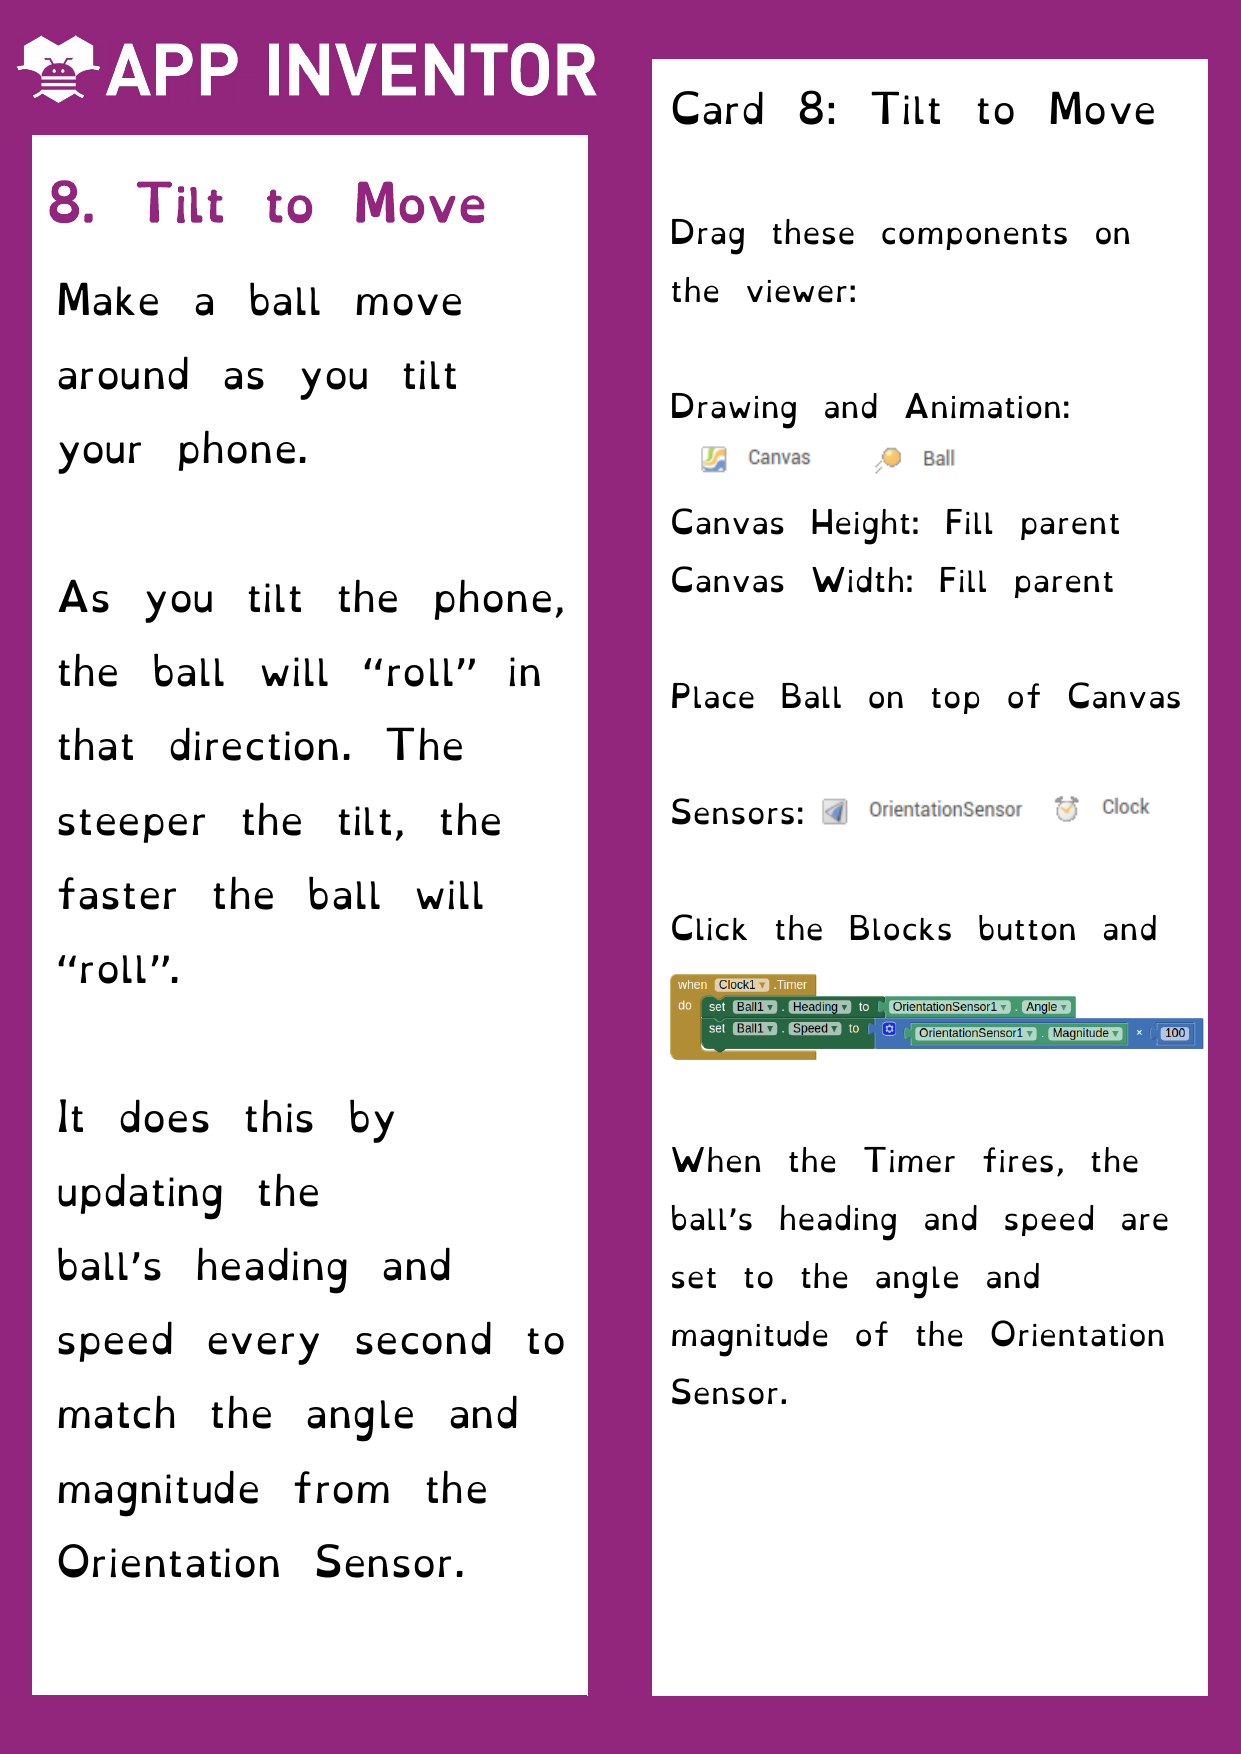 APP INVENTOR
8. Tilt to Move
Make a ball move
around as you tilt
your phone.
As you tilt the phone,
the ball will “roll” in
that direction. The
steeper the tilt, the
faster the ball will
“roll”.
It does this by
updating the
ball’s heading and
speed every second to
match the angle and
magnitude from the
Orientation Sensor.
Card 8: Tilt to Move
Drag these components on
the viewer:
Drawing and Animation:
Canvas Ball
Canvas Height: Fill parent
Canvas Width: Fill parent
Place Ball on top of Canvas
Sensors: OrientationSensor Clock
Click the Blocks button and
when Clock1 .Timer
do set Ball1 . Heading to OrientationSensor1 . Angle
set Ball1 . Speed to OrientationSensor1 . Magnitude × 100
When the Timer fires, the
ball’s heading and speed are
set to the angle and
magnitude of the Orientation
Sensor.